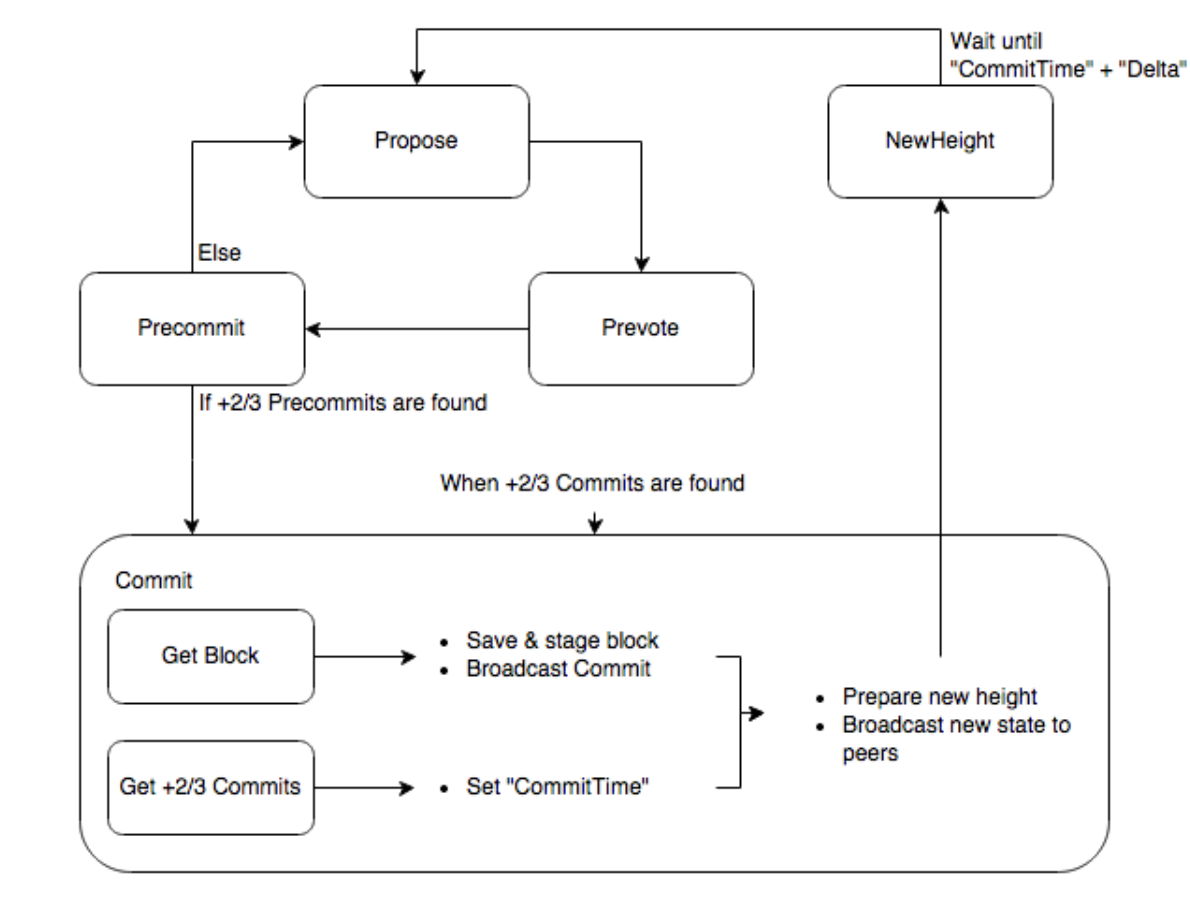 Wait until
"CommitTime" + "Delta"
Propose
NewHeight
Else
Precommit
Prevote
If +2/3 Precommits are found
When +2/3 Commits are found
Commit
Get Block
• Save & stage block
• Broadcast Commit
• Prepare new height
• Broadcast new state to
peers
Get +2/3 Commits
• Set "CommitTime"